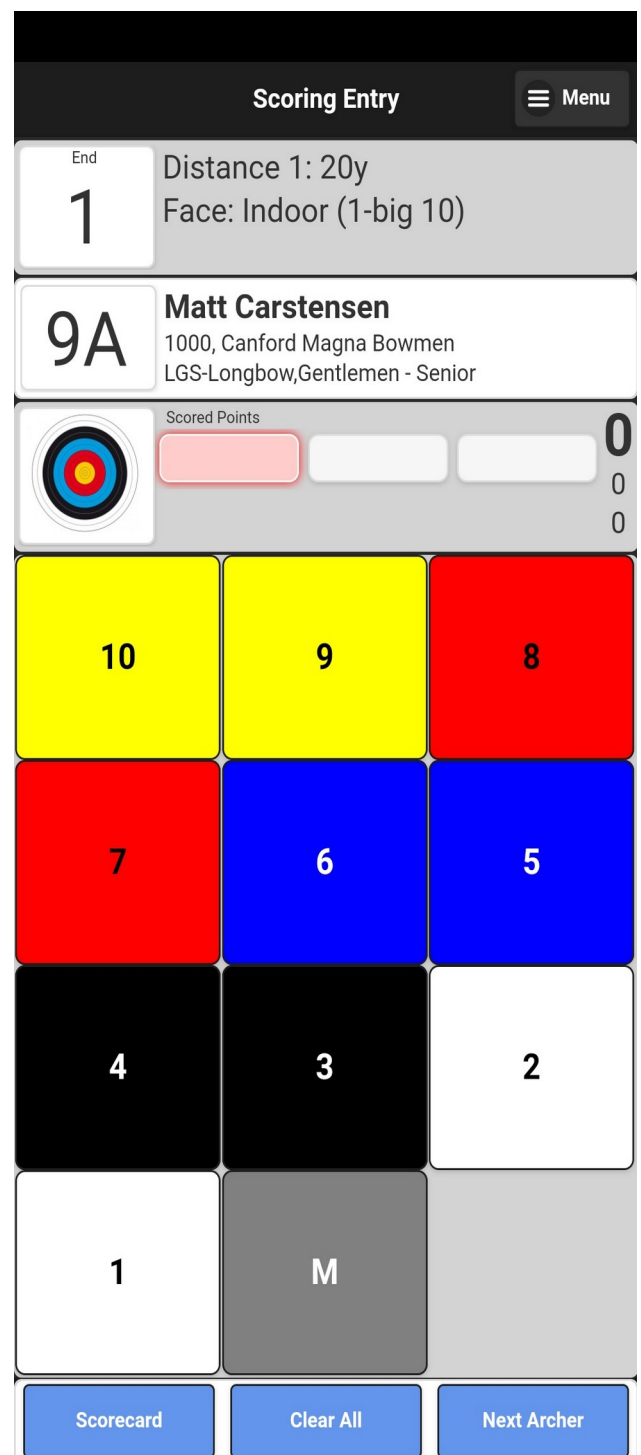 Scoring Entry
Menu
End
1
Distance 1: 20y
Face: Indoor (1-big 10)
9A
Matt Carstensen
1000, Canford Magna Bowmen
LGS-Longbow,Gentlemen - Senior
Scored Points
0
0
0
10 9 8
7 6 5
4 3 2
1 M
Scorecard Clear All Next Archer